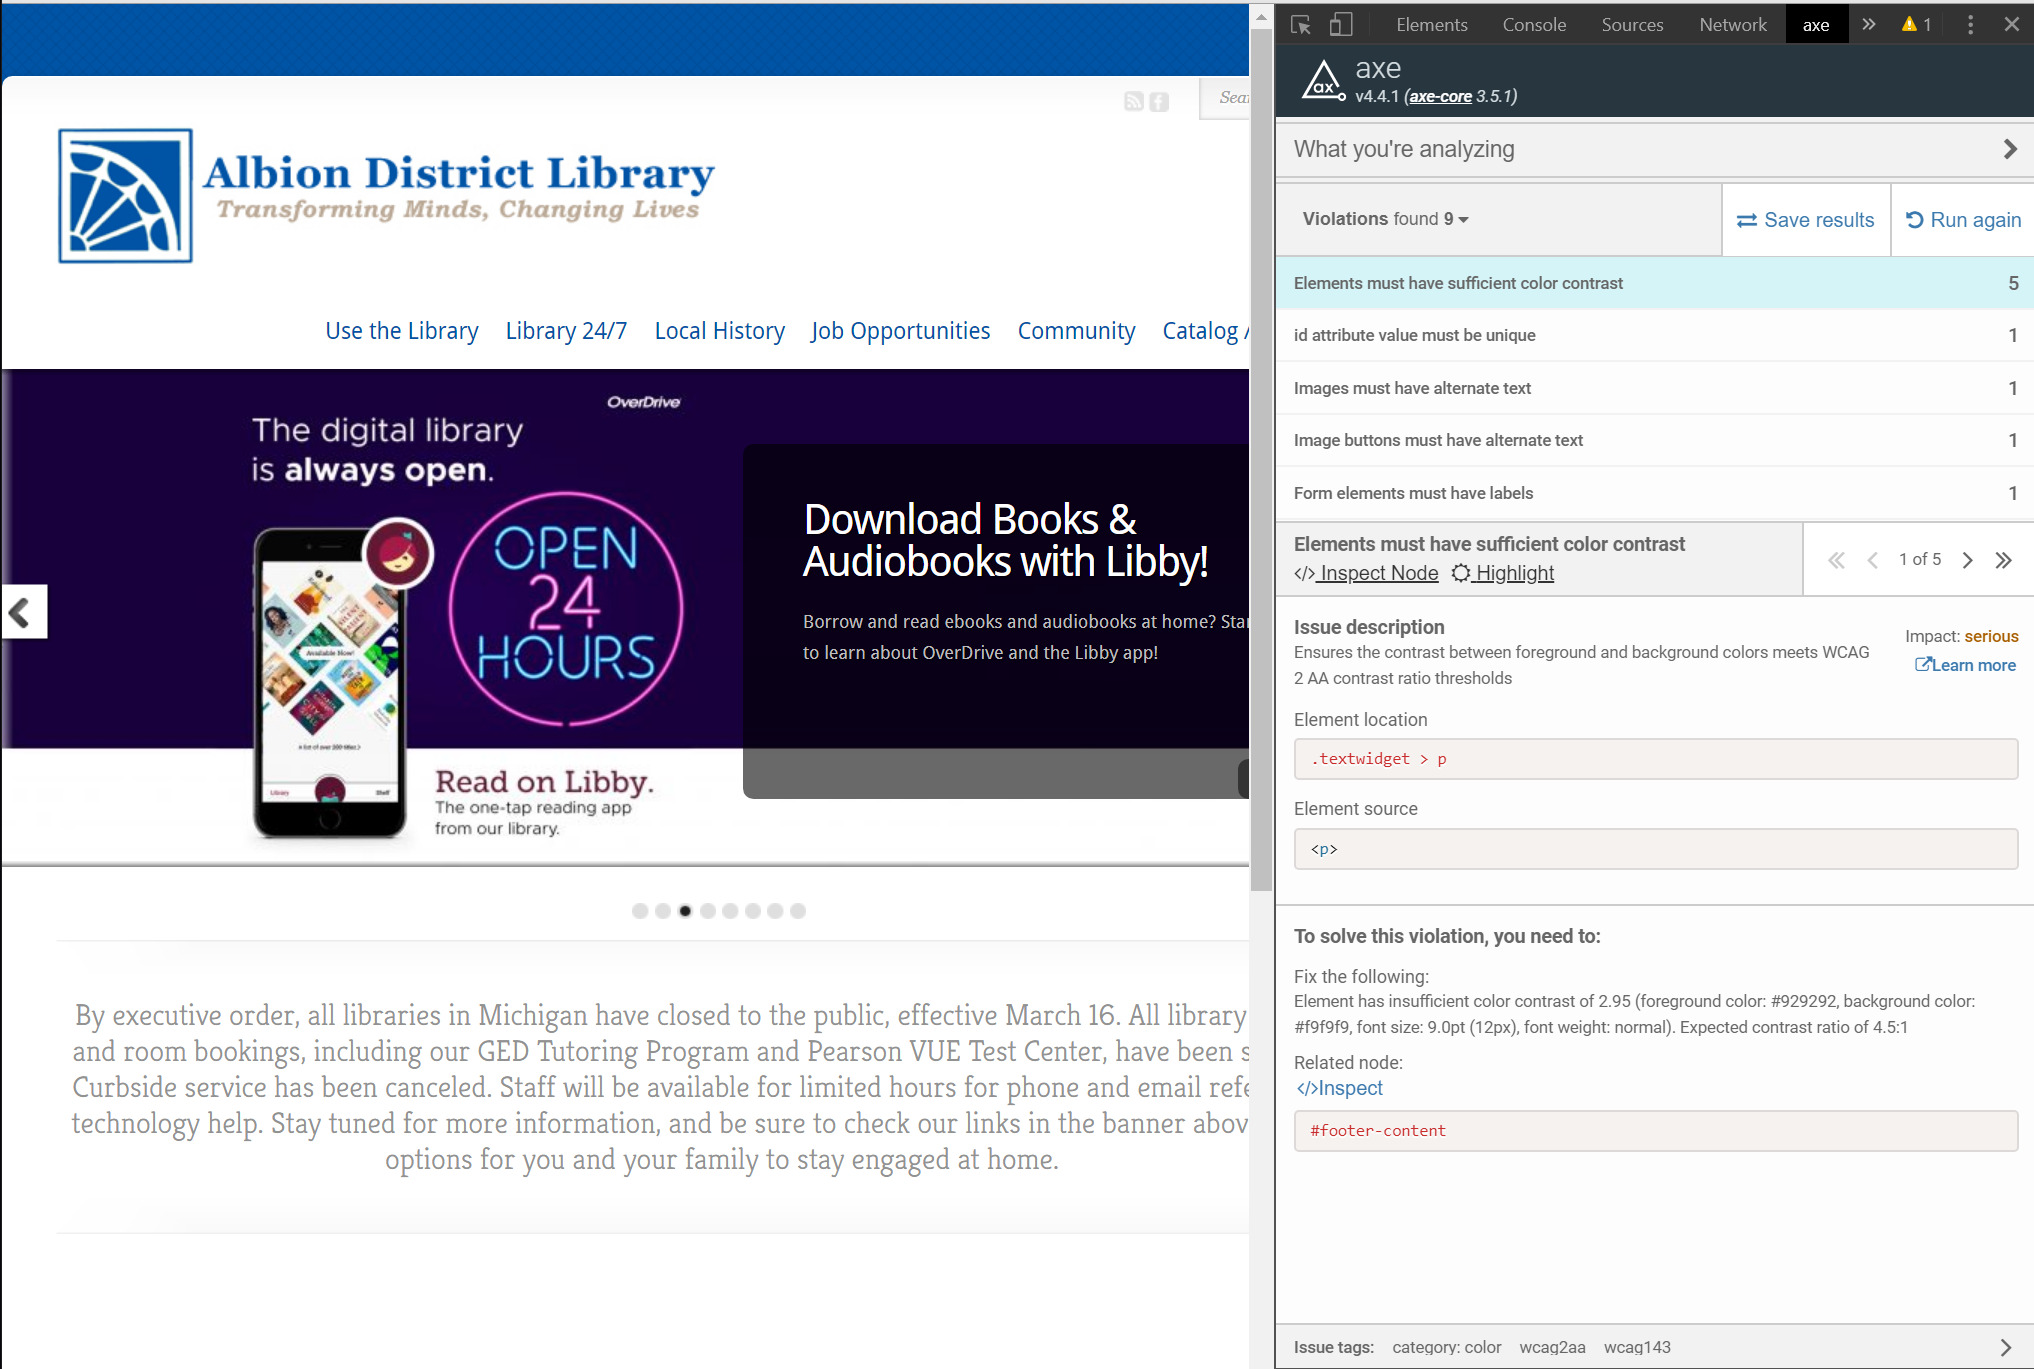 Sear
Albion District Library
Transforming Minds, Changing Lives
Use the Library Library 24/7 Local History Job Opportunities Community Catalog
OverDrive
The digital library
is always open.
OPEN
24
HOURS
Available Now!
A list of over 200 titles >
Library Shelf
Read on Libby.
The one-tap reading app
from our library.
Download Books &
Audiobooks with Libby!
Borrow and read ebooks and audiobooks at home? Star
to learn about OverDrive and the Libby app!
By executive order, all libraries in Michigan have closed to the public, effective March 16. All library
and room bookings, including our GED Tutoring Program and Pearson VUE Test Center, have been s
Curbside service has been canceled. Staff will be available for limited hours for phone and email refe
technology help. Stay tuned for more information, and be sure to check our links in the banner abov
options for you and your family to stay engaged at home.
Elements Console Sources Network axe » 1
ax
axe
v4.4.1 (axe-core 3.5.1)
What you're analyzing
Violations found 9 Save results Run again
Elements must have sufficient color contrast 5
id attribute value must be unique 1
Images must have alternate text 1
Image buttons must have alternate text 1
Form elements must have labels 1
Elements must have sufficient color contrast
</> Inspect Node Highlight
1 of 5
Issue description
Ensures the contrast between foreground and background colors meets WCAG
2 AA contrast ratio thresholds
Impact: serious
Learn more
Element location
.textwidget > p
Element source
<p>
To solve this violation, you need to:
Fix the following:
Element has insufficient color contrast of 2.95 (foreground color: #929292, background color:
#f9f9f9, font size: 9.0pt (12px), font weight: normal). Expected contrast ratio of 4.5:1
Related node:
</>Inspect
#footer-content
Issue tags: category: color wcag2aa wcag143